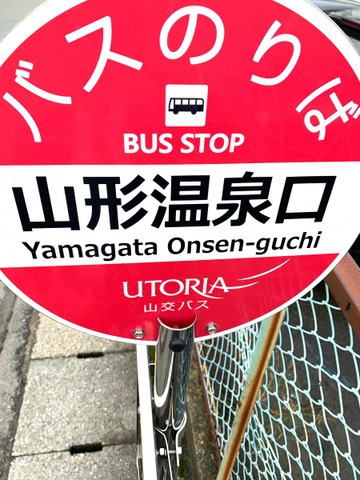 バスのりば
BUS STOP
山形温泉口
Yamagata Onsen-guchi
UTORIA
山交バス